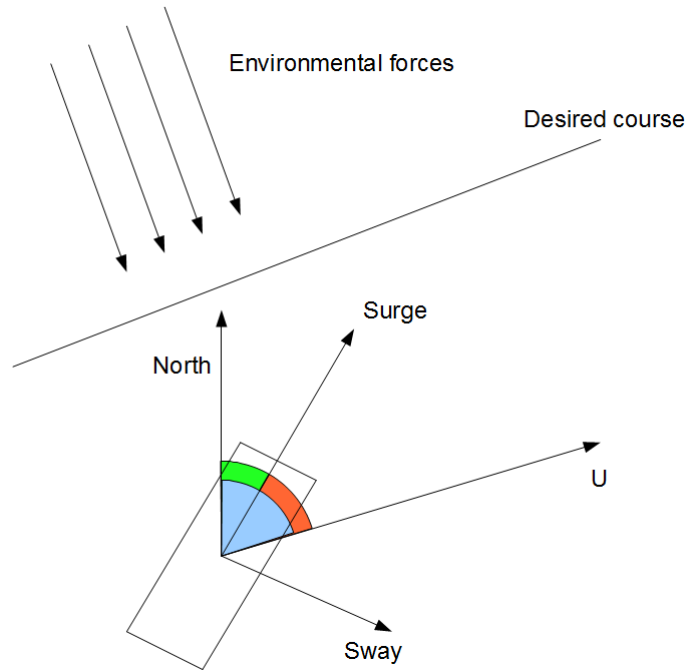 Environmental forces
Desired course
Surge
North
U
Sway